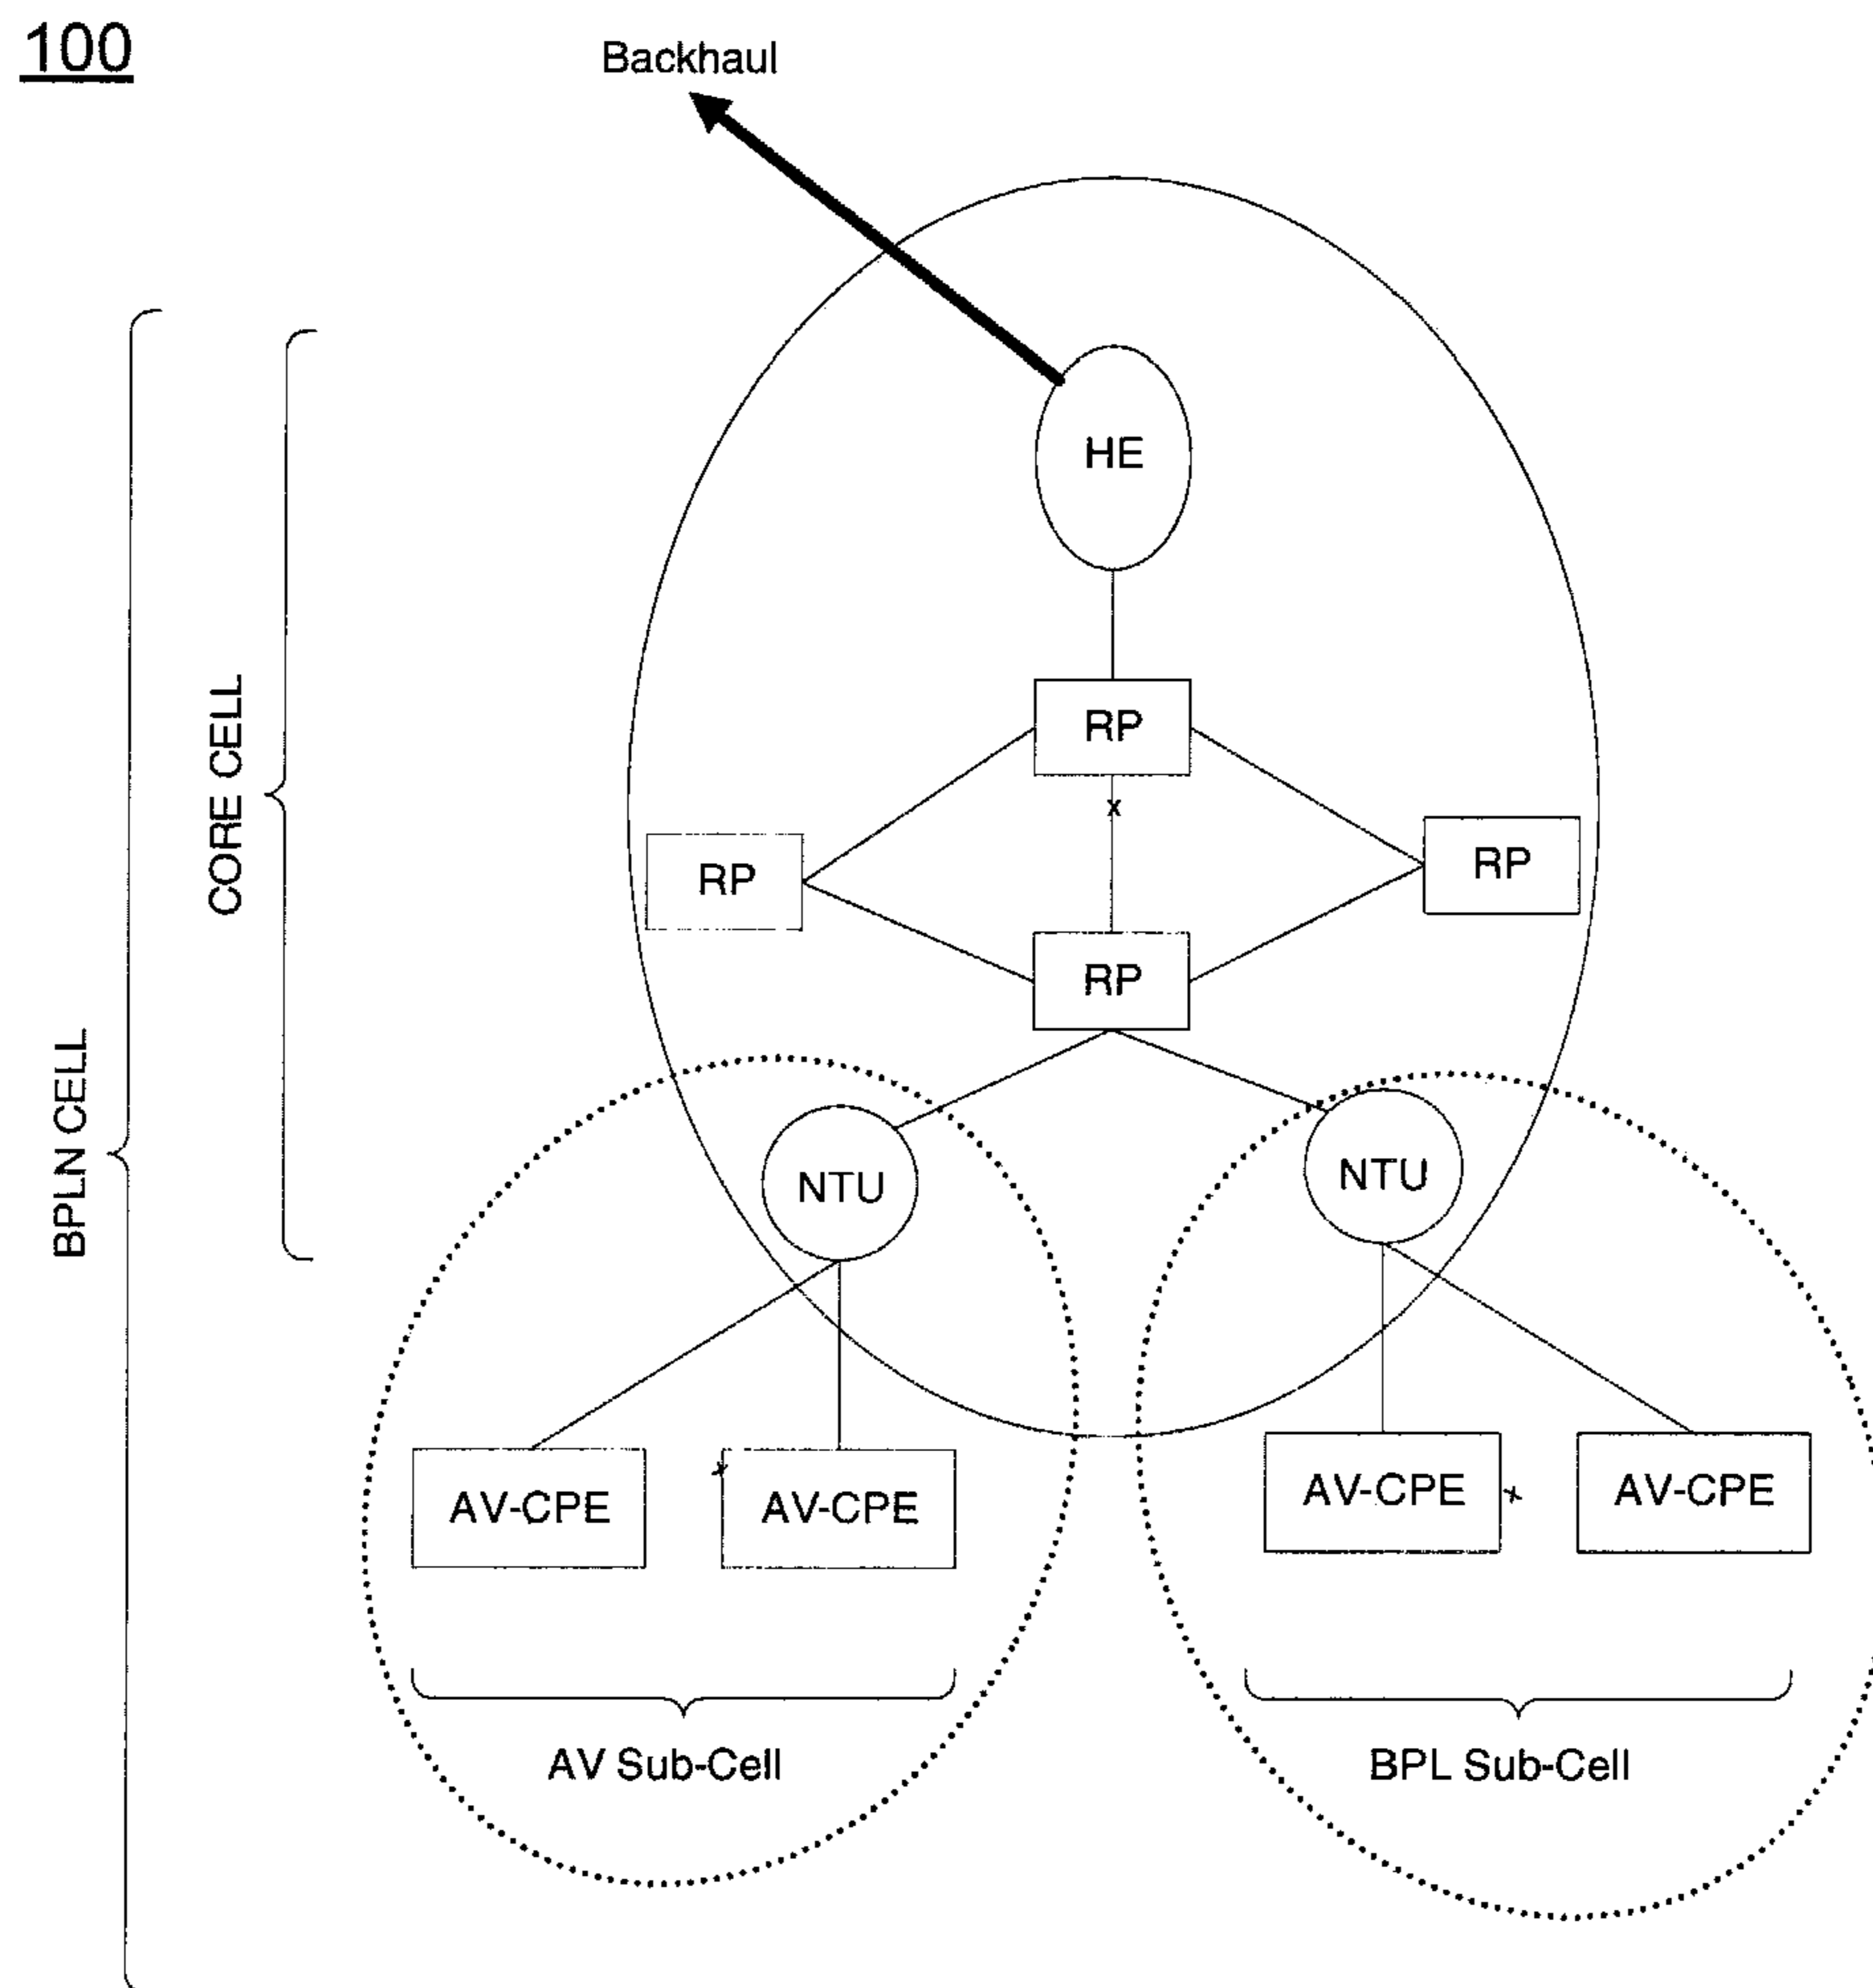 100
Backhaul
HE
RP
x
RP
RP
RP
CORE CELL
BPLN CELL
NTU
NTU
AV-CPE
x
AV-CPE
AV-CPE
x
AV-CPE
AV Sub-Cell
BPL Sub-Cell